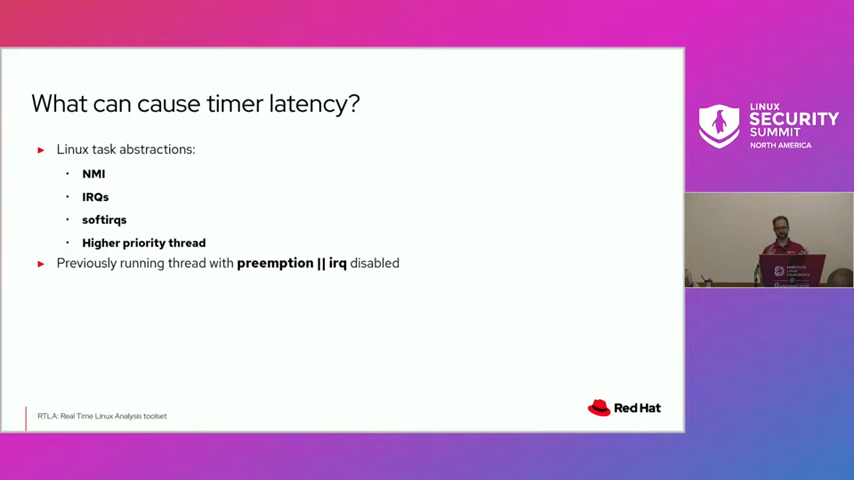 What can cause timer latency?
► Linux task abstractions:
· NMI
· IRQs
· softirqs
· Higher priority thread
► Previously running thread with preemption || irq disabled
RTLA: Real Time Linux Analysis toolset
Red Hat
LINUX
SECURITY
SUMMIT
NORTH AMERICA